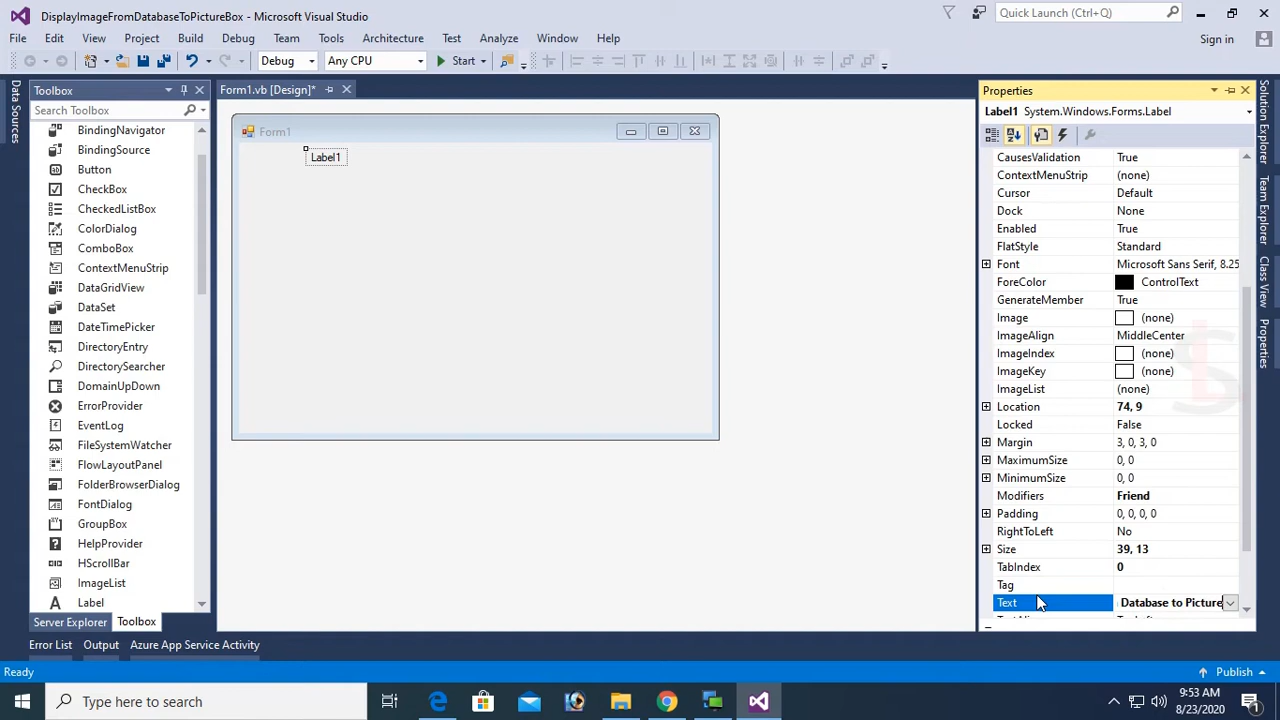 DisplayImageFromDatabaseToPictureBox - Microsoft Visual Studio
Quick Launch (Ctrl+Q)
File Edit View Project Build Debug Team Tools Architecture Test Analyze Window Help
Sign in
Debug Any CPU Start
Data Sources
Toolbox
Search Toolbox
BindingNavigator
BindingSource
Button
CheckBox
CheckedListBox
ColorDialog
ComboBox
ContextMenuStrip
DataGridView
DataSet
DateTimePicker
DirectoryEntry
DirectorySearcher
DomainUpDown
ErrorProvider
EventLog
FileSystemWatcher
FlowLayoutPanel
FolderBrowserDialog
FontDialog
GroupBox
HelpProvider
HScrollBar
ImageList
Label
Server Explorer Toolbox
Form1.vb [Design]*
Form1
Label1
Properties
Label1 System.Windows.Forms.Label
CausesValidation True
ContextMenuStrip (none)
Cursor Default
Dock None
Enabled True
FlatStyle Standard
Font Microsoft Sans Serif, 8.25
ForeColor ControlText
GenerateMember True
Image (none)
ImageAlign MiddleCenter
ImageIndex (none)
ImageKey (none)
ImageList (none)
Location 74, 9
Locked False
Margin 3, 0, 3, 0
MaximumSize 0, 0
MinimumSize 0, 0
Modifiers Friend
Padding 0, 0, 0, 0
RightToLeft No
Size 39, 13
TabIndex 0
Tag
Text Database to Picture
Solution Explorer
Team Explorer
Class View
Properties
Error List Output Azure App Service Activity
Ready
Publish
Type here to search
9:53 AM
8/23/2020
1